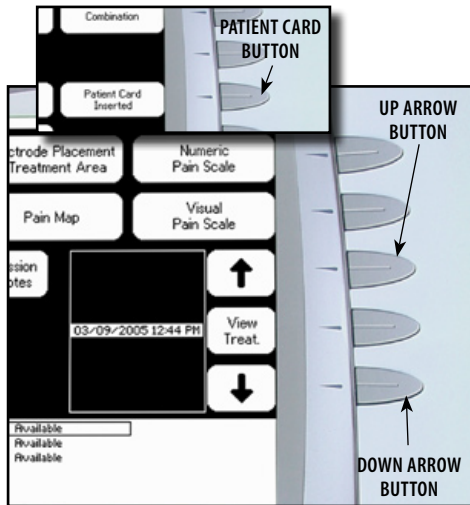 Combination
PATIENT CARD
BUTTON
Patient Card
Inserted
UP ARROW
BUTTON
ctrode Placement
Treatment Area
Numeric
Pain Scale
Pain Map
Visual
Pain Scale
ssion
otes
03/09/2005 12:44 PM
View
Treat.
Available
Available
Available
DOWN ARROW
BUTTON